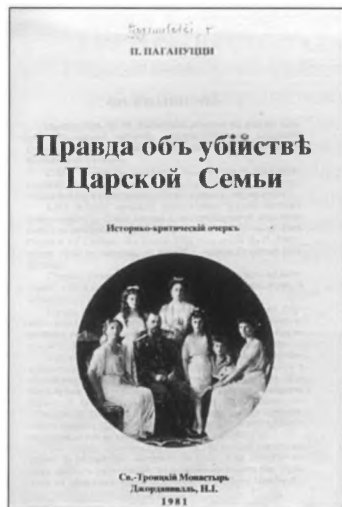 П. ПАГАНУЦЦИ
Правда объ убійствѣ
Царской Семьи
Историко-критическій очеркъ
Св.-Троицкій Монастырь
Джорданвилль, Н.І.
1981